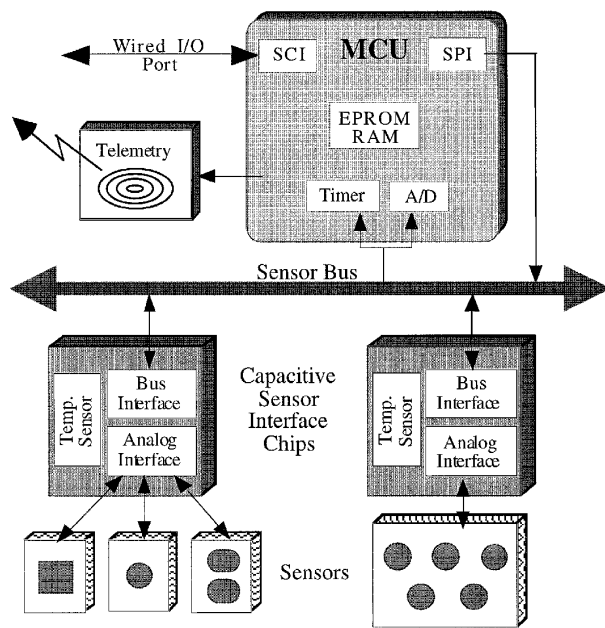 Wired I/O
Port
SCI
MCU
SPI
EPROM
RAM
Telemetry
Timer
A/D
Sensor Bus
Temp.
Sensor
Bus
Interface
Analog
Interface
Capacitive
Sensor
Interface
Chips
Temp.
Sensor
Bus
Interface
Analog
Interface
Sensors